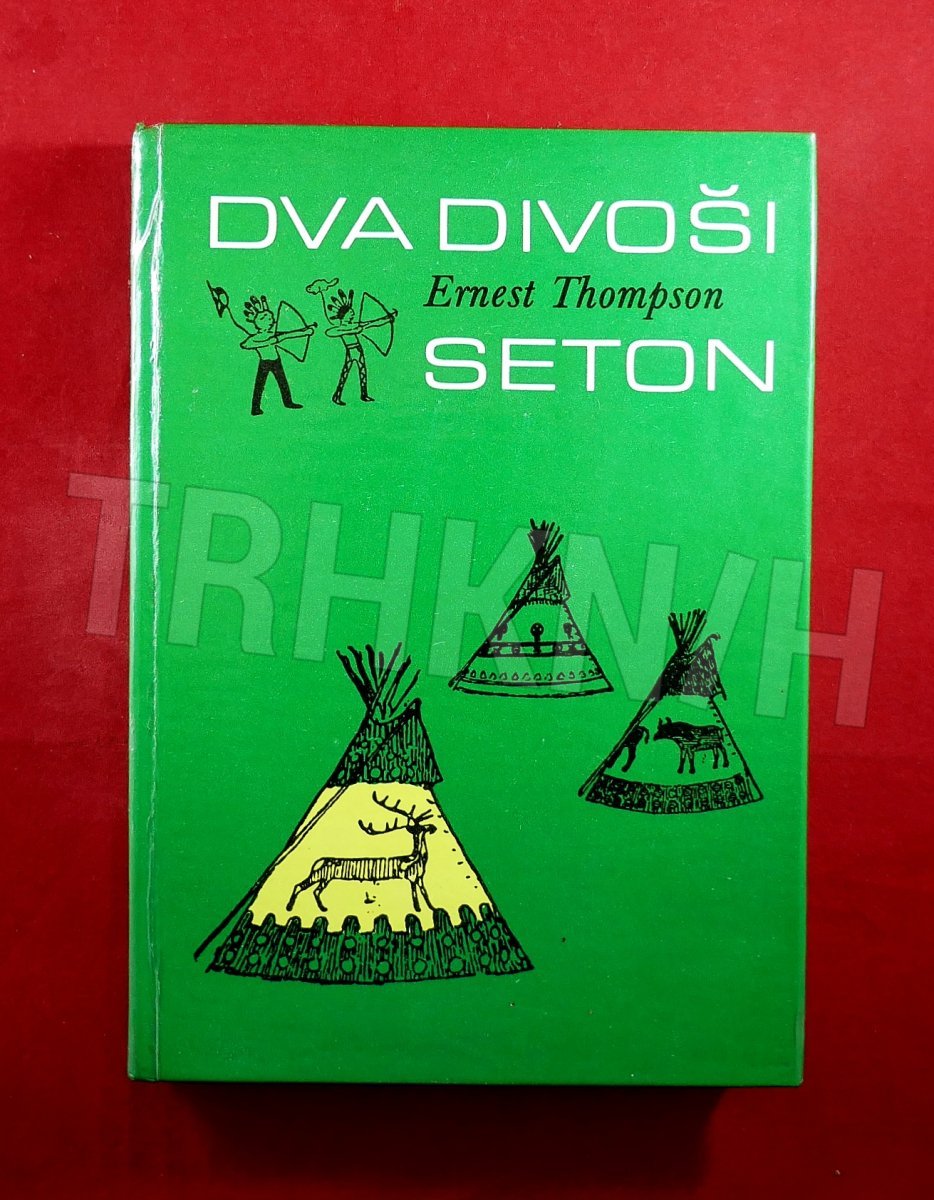 DVA DIVOŠI
Ernest Thompson
SETON
TRHKNIH